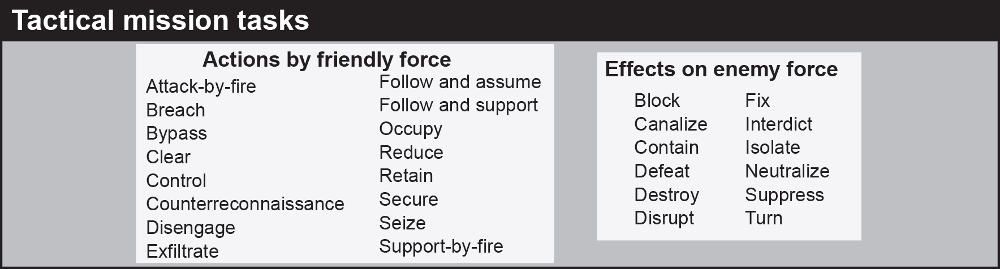 Tactical mission tasks
Actions by friendly force
Attack-by-fire
Breach
Bypass
Clear
Control
Counterreconnaissance
Disengage
Exfiltrate
Follow and assume
Follow and support
Occupy
Reduce
Retain
Secure
Seize
Support-by-fire
Effects on enemy force
Block
Canalize
Contain
Defeat
Destroy
Disrupt
Fix
Interdict
Isolate
Neutralize
Suppress
Turn